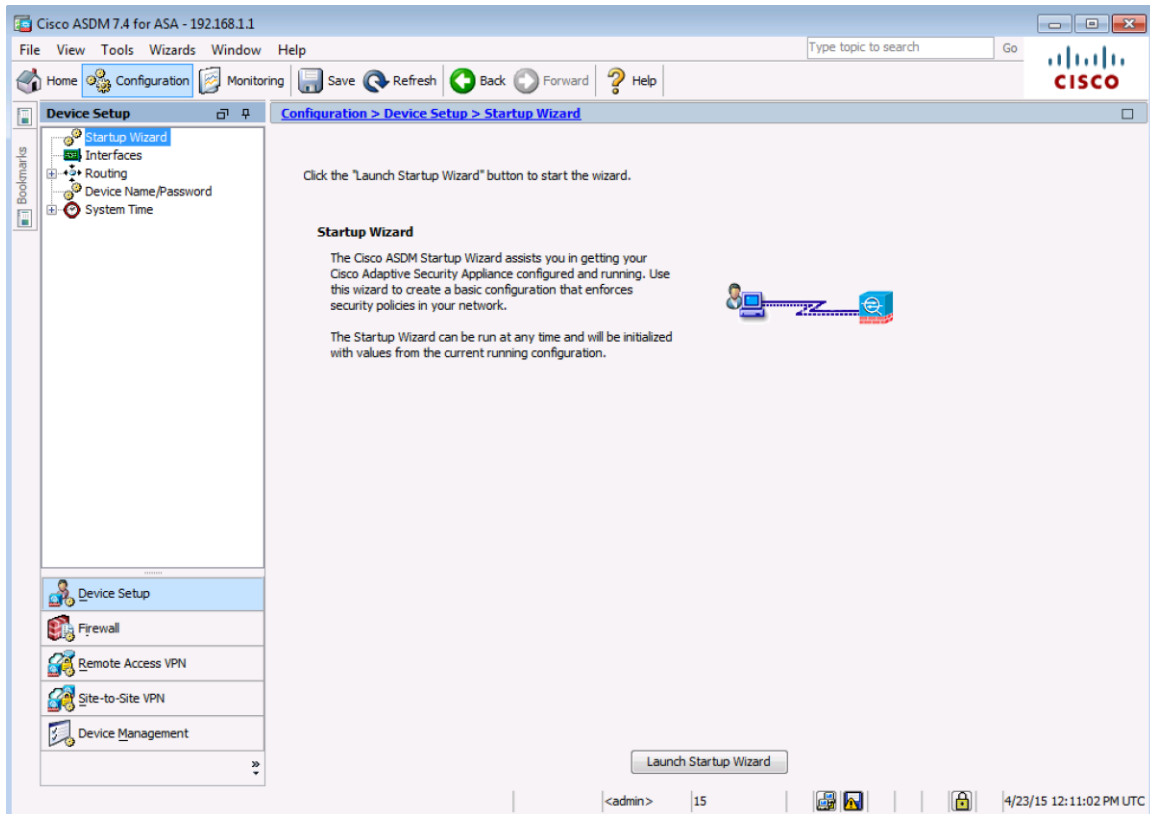 Cisco ASDM 7.4 for ASA - 192.168.1.1
File View Tools Wizards Window Help
Type topic to search Go
CISCO
Home Configuration Monitoring Save Refresh Back Forward Help
Bookmarks
Device Setup
Startup Wizard
Interfaces
Routing
Device Name/Password
System Time
Device Setup
Firewall
Remote Access VPN
Site-to-Site VPN
Device Management
Configuration > Device Setup > Startup Wizard
Click the "Launch Startup Wizard" button to start the wizard.
Startup Wizard
The Cisco ASDM Startup Wizard assists you in getting your
Cisco Adaptive Security Appliance configured and running. Use
this wizard to create a basic configuration that enforces
security policies in your network.
The Startup Wizard can be run at any time and will be initialized
with values from the current running configuration.
Launch Startup Wizard
<admin> 15 4/23/15 12:11:02 PM UTC